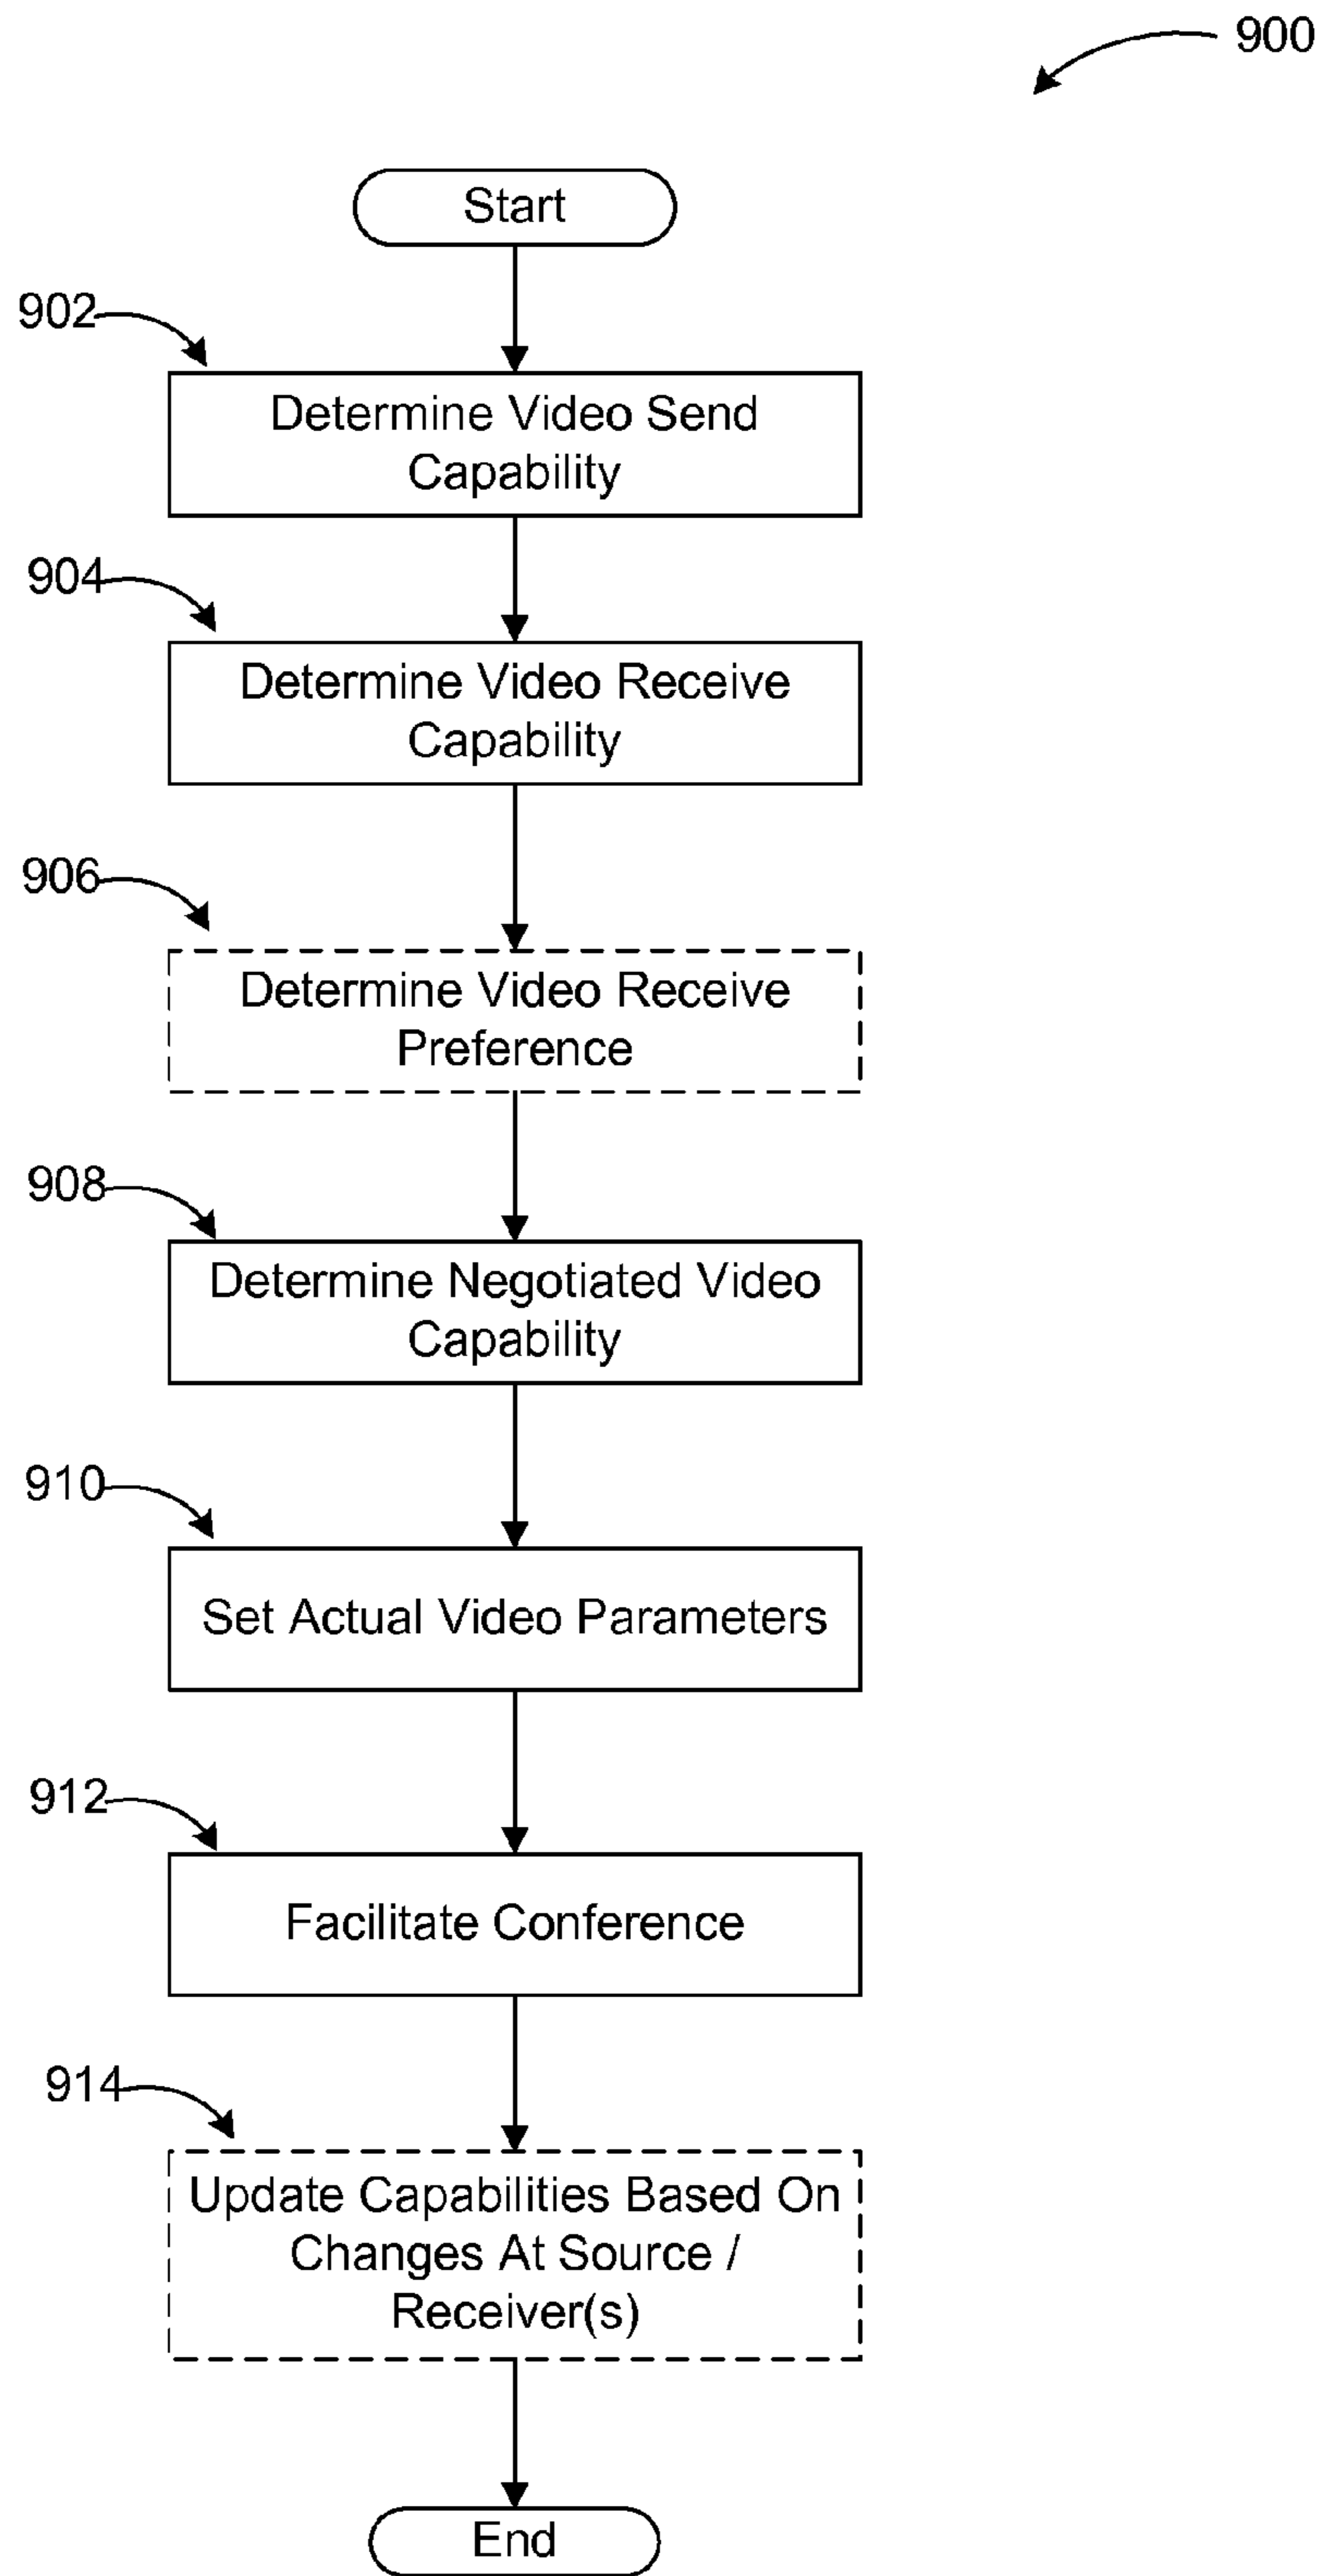 900
Start
902
Determine Video Send
Capability
904
Determine Video Receive
Capability
906
Determine Video Receive
Preference
908
Determine Negotiated Video
Capability
910
Set Actual Video Parameters
912
Facilitate Conference
914
Update Capabilities Based On
Changes At Source /
Receiver(s)
End